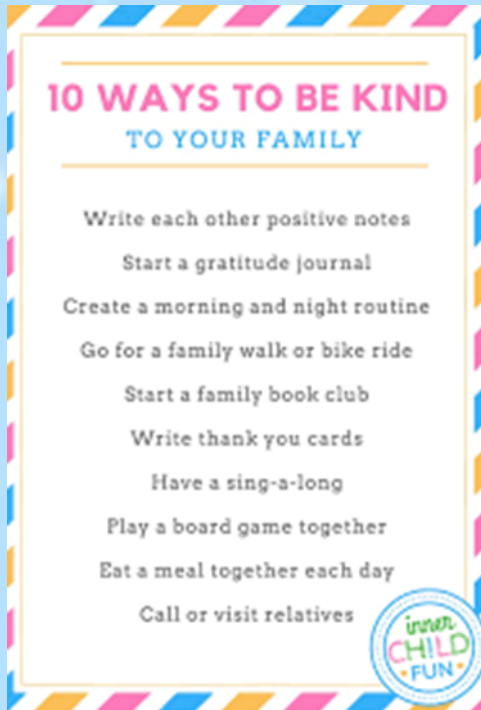 10 WAYS TO BE KIND
TO YOUR FAMILY
Write each other positive notes
Start a gratitude journal
Create a morning and night routine
Go for a family walk or bike ride
Start a family book club
Write thank you cards
Have a sing-a-long
Play a board game together
Eat a meal together each day
Call or visit relatives
inner
CHILD
FUN